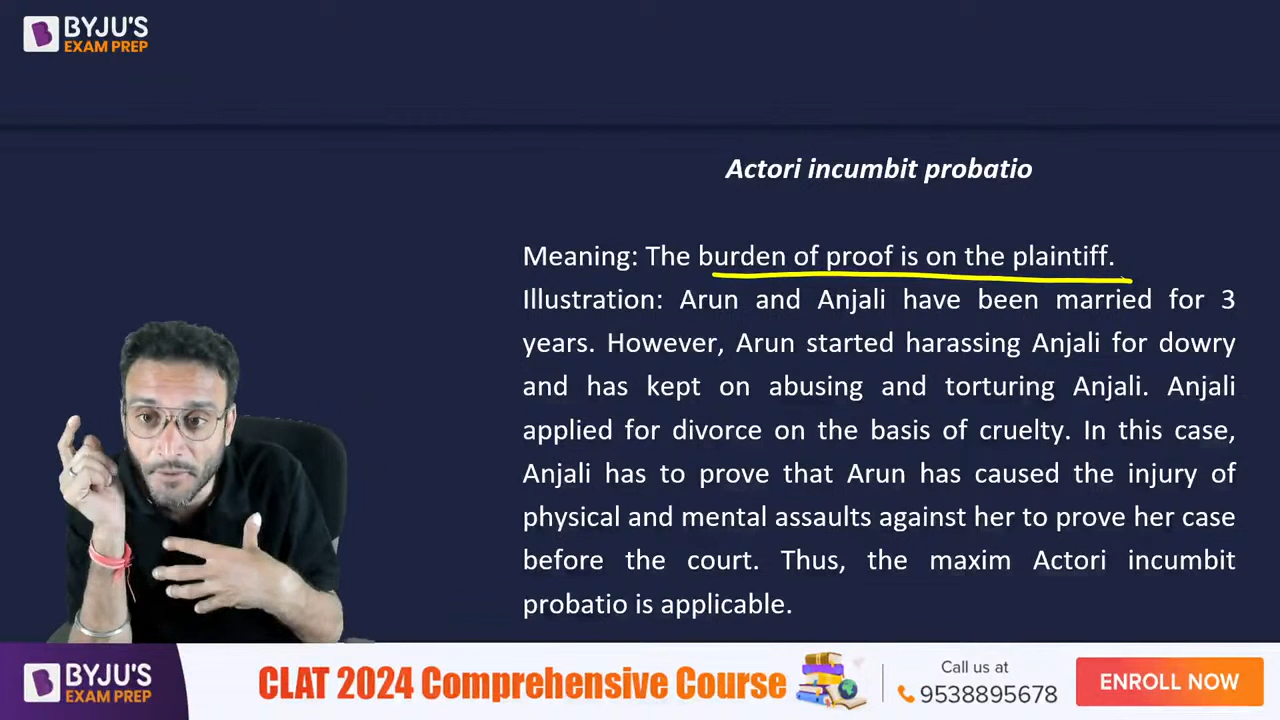 BYJU'S
EXAM PREP
Actori incumbit probatio
Meaning: The burden of proof is on the plaintiff.
Illustration: Arun and Anjali have been married for 3
years. However, Arun started harassing Anjali for dowry
and has kept on abusing and torturing Anjali. Anjali
applied for divorce on the basis of cruelty. In this case,
Anjali has to prove that Arun has caused the injury of
physical and mental assaults against her to prove her case
before the court. Thus, the maxim Actori incumbit
probatio is applicable.
BYJU'S
EXAM PREP
CLAT 2024 Comprehensive Course
Call us at
9538895678
ENROLL NOW